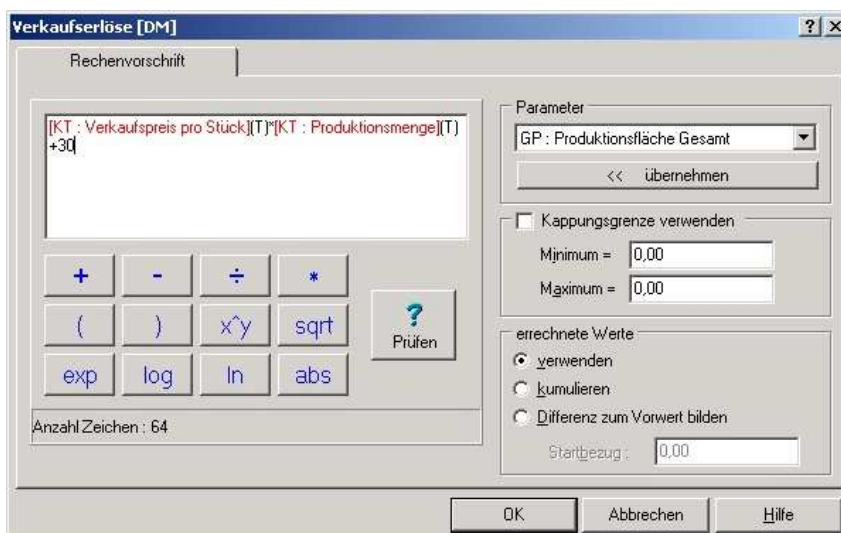 Verkaufserlöse [DM]
Rechenvorschrift
[KT : Verkaufspreis pro Stück](T)*[KT : Produktionsmenge](T)
+30
+ - ÷ *
( ) x^y sqrt
exp log ln abs
?
Prüfen
Anzahl Zeichen : 64
Parameter
GP : Produktionsfläche Gesamt
<< übernehmen
Kappungsgrenze verwenden
Minimum = 0,00
Maximum = 0,00
errechnete Werte
verwenden
kumulieren
Differenz zum Vorwert bilden
Startbezug : 0,00
OK Abbrechen Hilfe